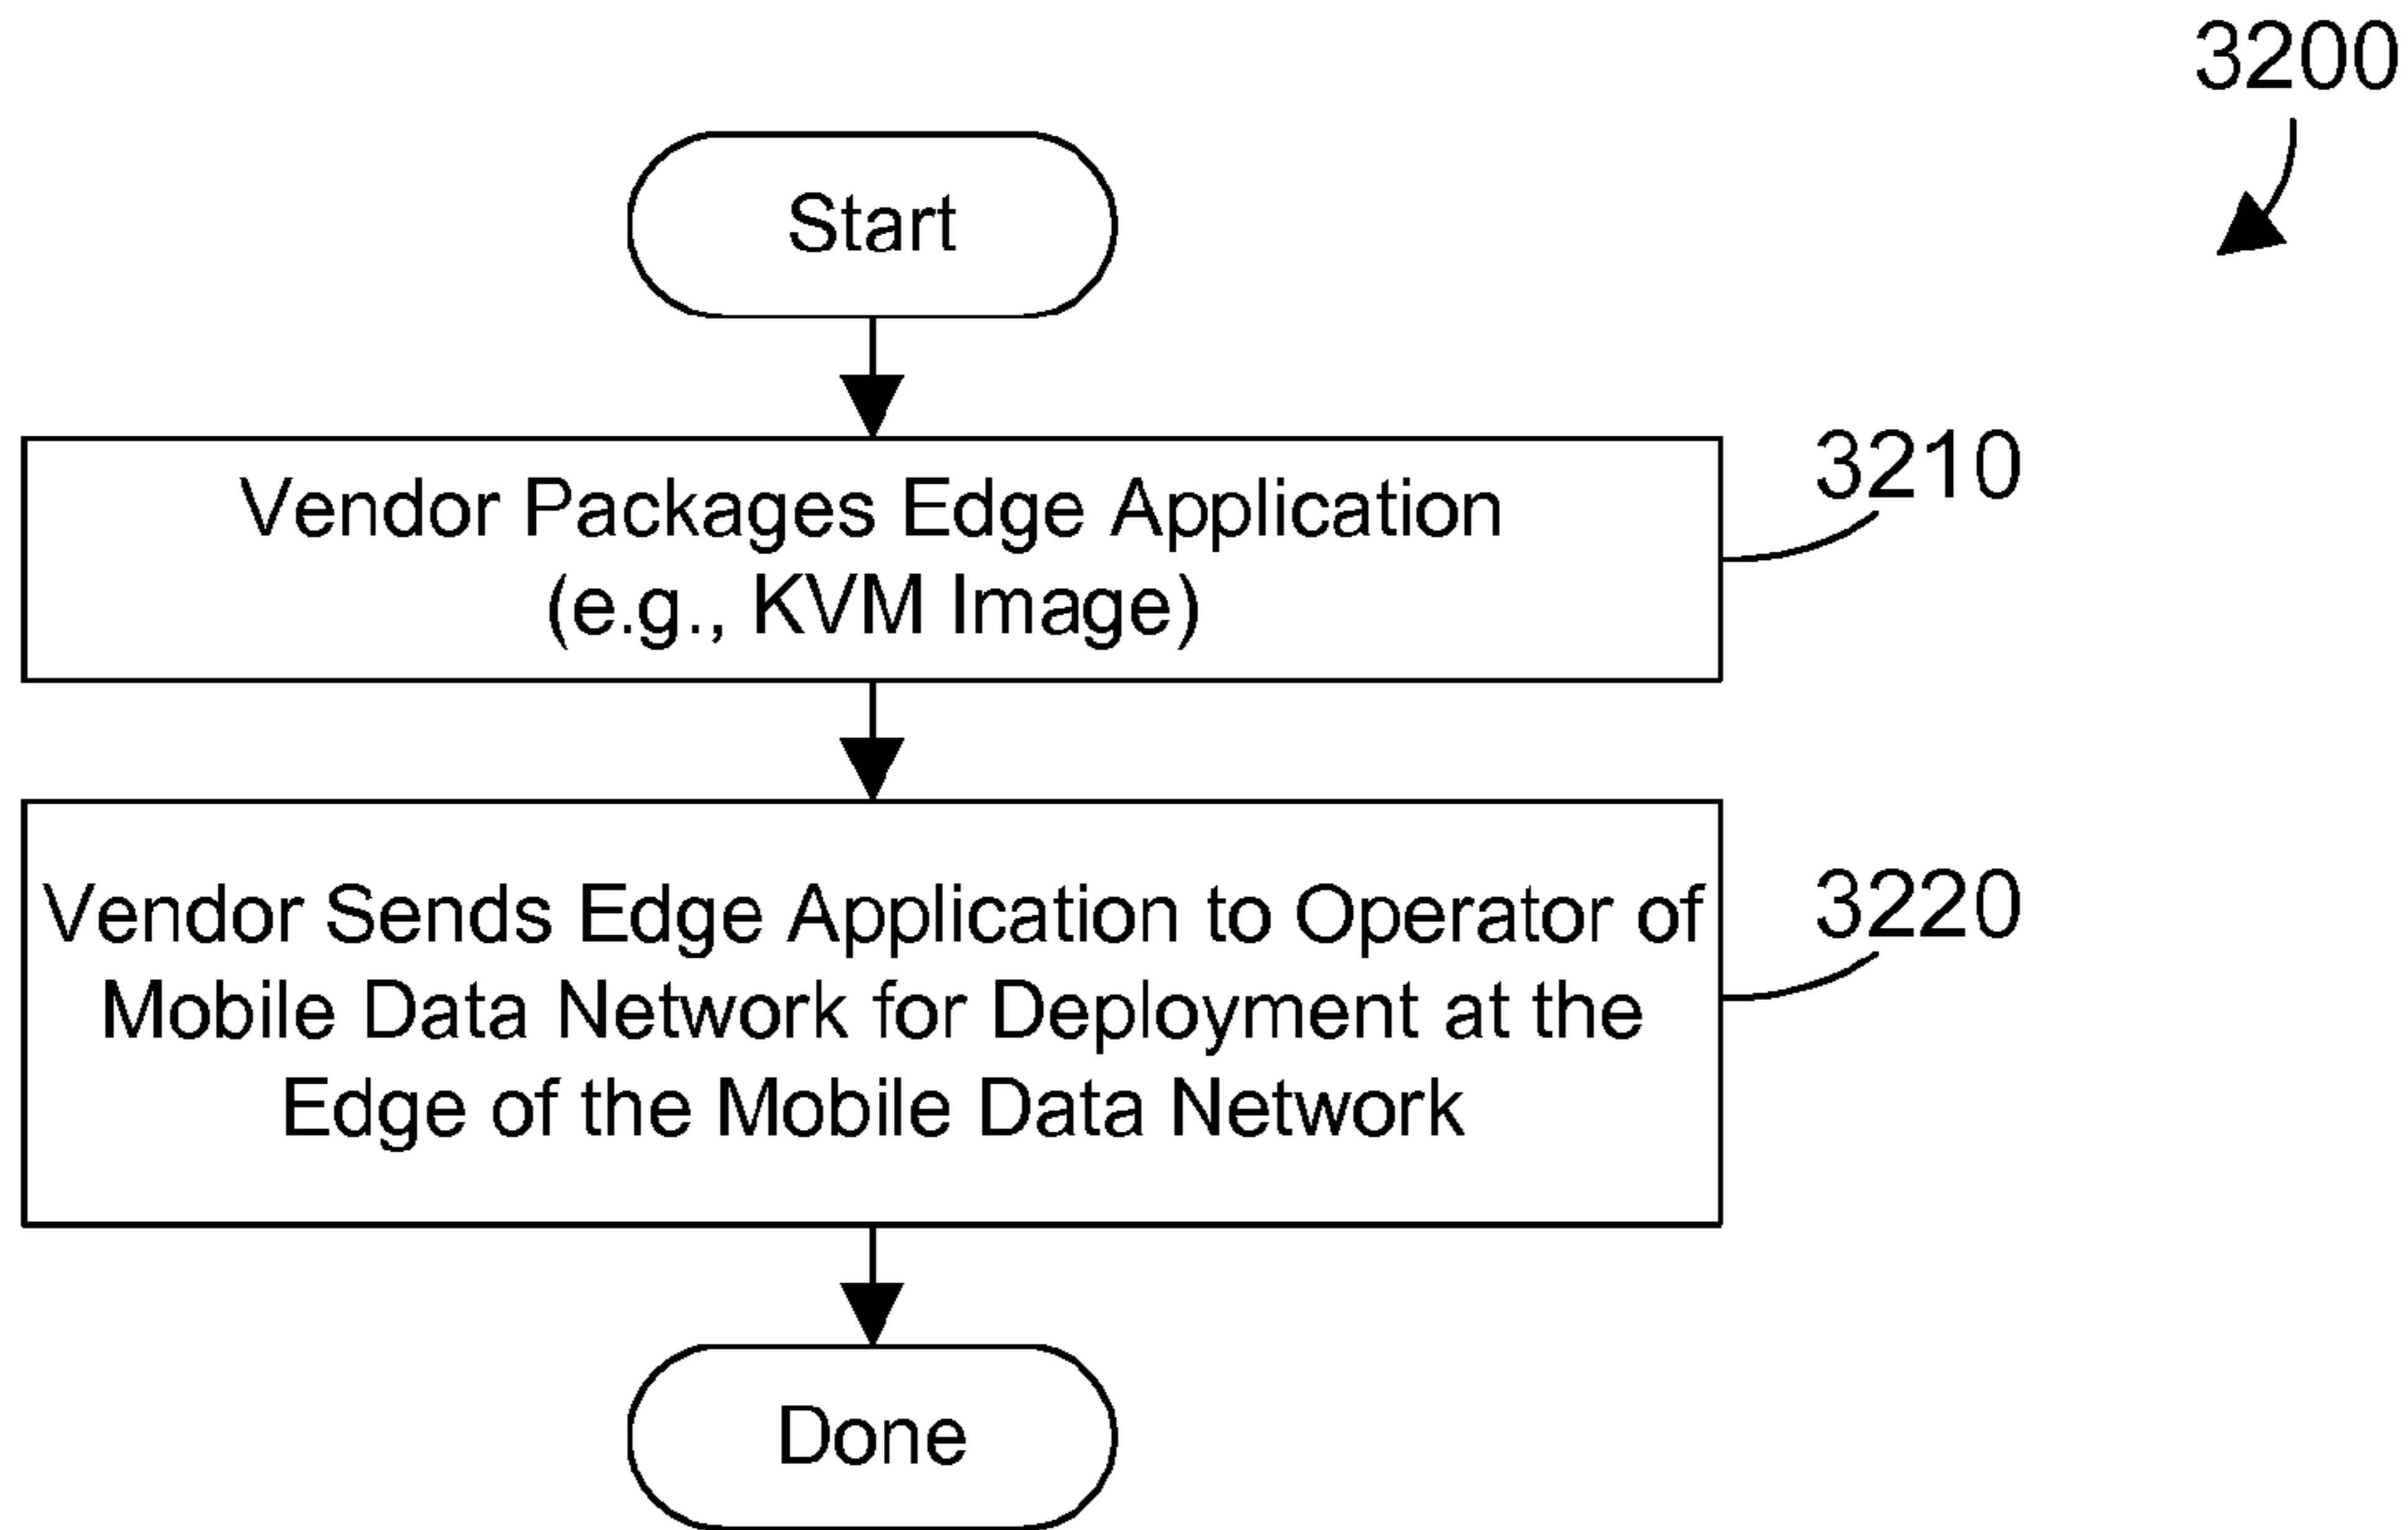 3200
Start
Vendor Packages Edge Application
(e.g., KVM Image)
3210
Vendor Sends Edge Application to Operator of
Mobile Data Network for Deployment at the
Edge of the Mobile Data Network
3220
Done